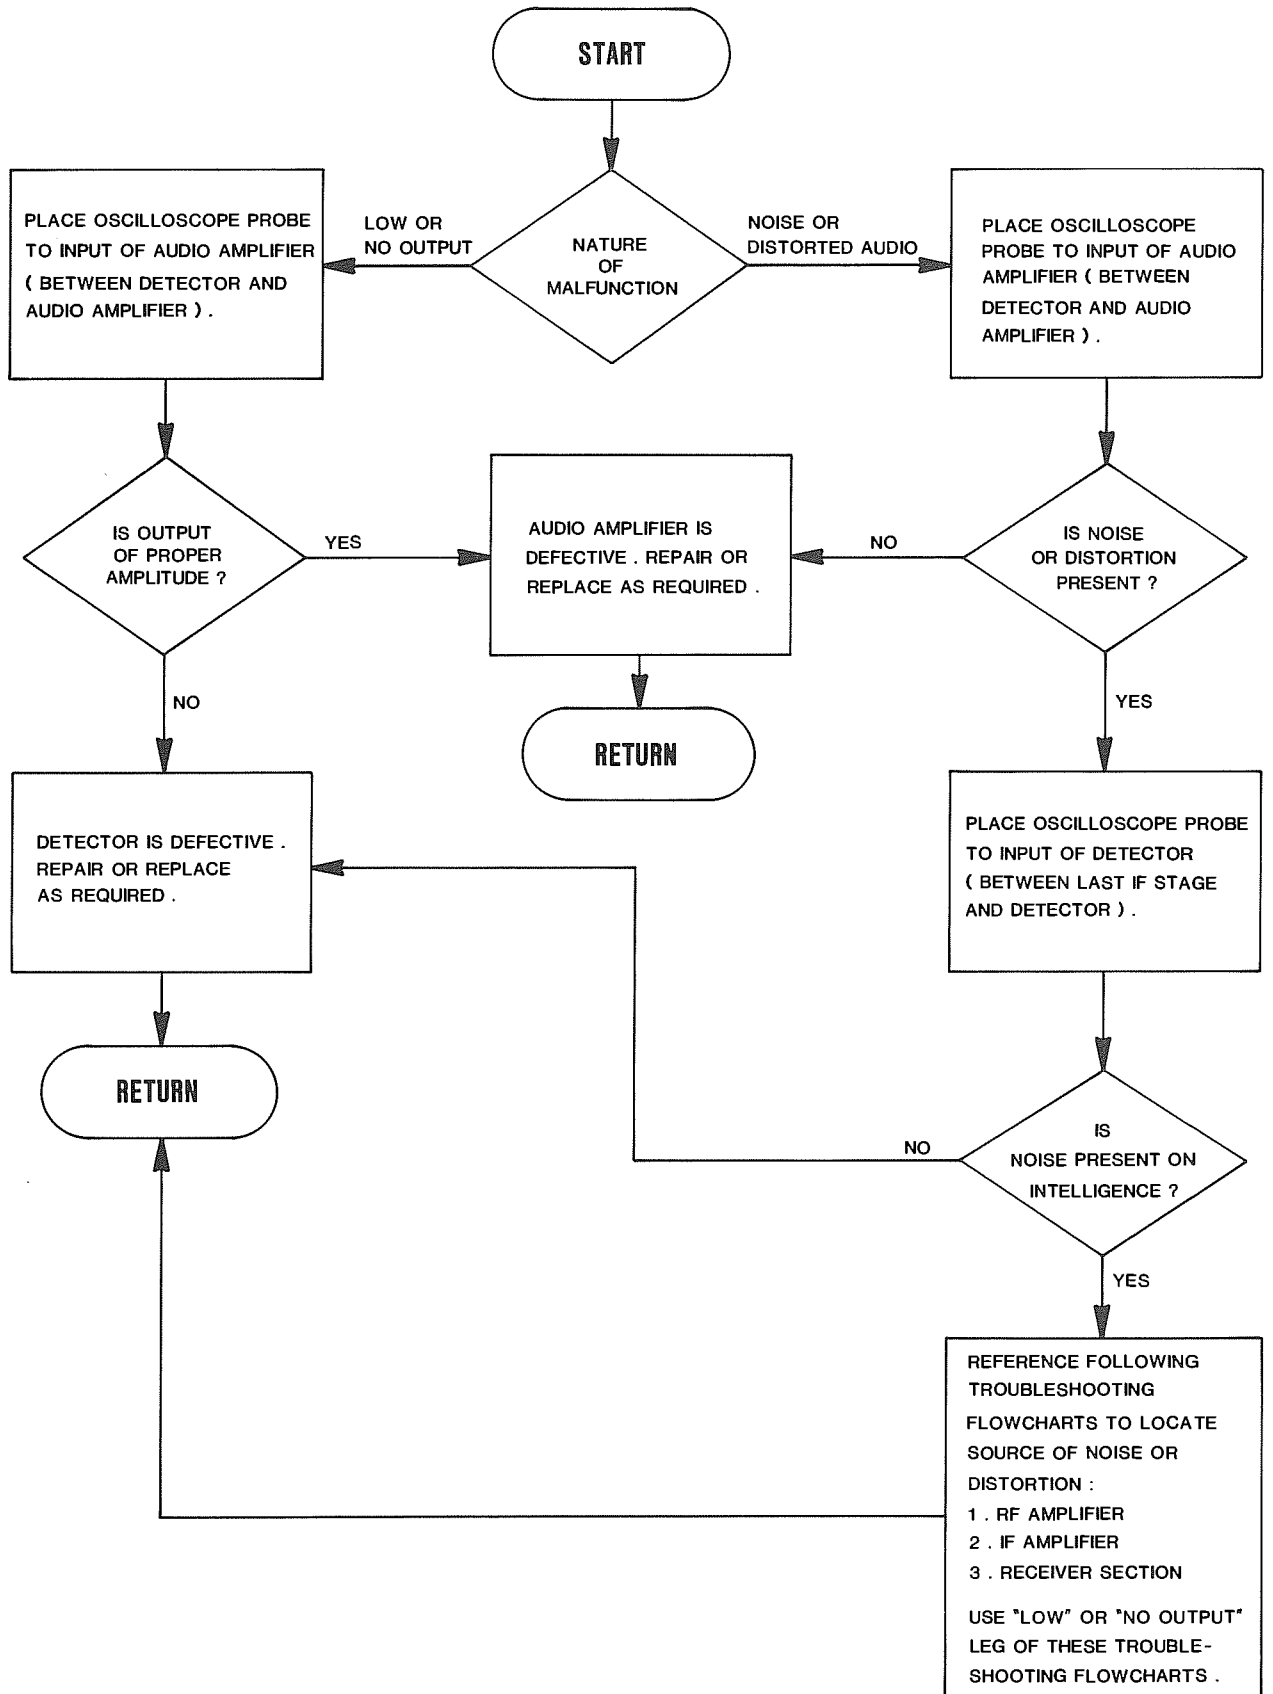 START
LOW OR
NO OUTPUT
NATURE
OF
MALFUNCTION
NOISE OR
DISTORTED AUDIO
PLACE OSCILLOSCOPE PROBE
TO INPUT OF AUDIO AMPLIFIER
( BETWEEN DETECTOR AND
AUDIO AMPLIFIER ) .
PLACE OSCILLOSCOPE
PROBE TO INPUT OF AUDIO
AMPLIFIER ( BETWEEN
DETECTOR AND AUDIO
AMPLIFIER ) .
IS OUTPUT
OF PROPER
AMPLITUDE ?
YES
AUDIO AMPLIFIER IS
DEFECTIVE . REPAIR OR
REPLACE AS REQUIRED .
NO
IS NOISE
OR DISTORTION
PRESENT ?
NO
RETURN
YES
DETECTOR IS DEFECTIVE .
REPAIR OR REPLACE
AS REQUIRED .
PLACE OSCILLOSCOPE PROBE
TO INPUT OF DETECTOR
( BETWEEN LAST IF STAGE
AND DETECTOR ) .
RETURN
NO
IS
NOISE PRESENT ON
INTELLIGENCE ?
YES
REFERENCE FOLLOWING
TROUBLESHOOTING
FLOWCHARTS TO LOCATE
SOURCE OF NOISE OR
DISTORTION :
1 . RF AMPLIFIER
2 . IF AMPLIFIER
3 . RECEIVER SECTION
USE "LOW" OR "NO OUTPUT"
LEG OF THESE TROUBLE-
SHOOTING FLOWCHARTS .